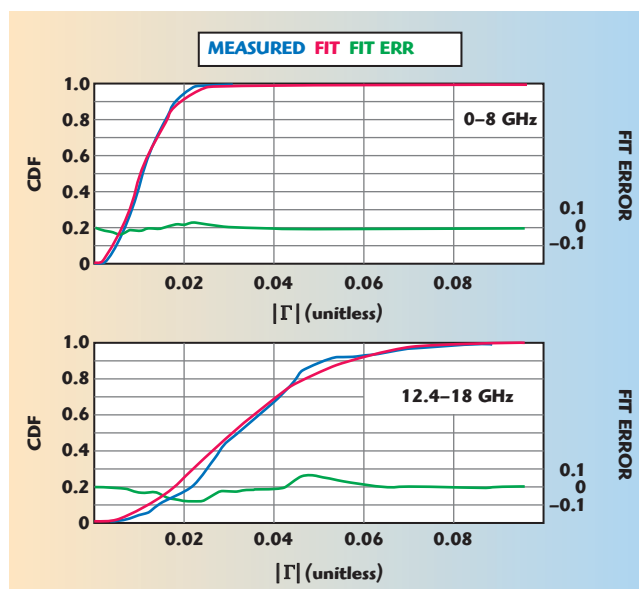 MEASURED FIT FIT ERR
1.0
0.8
0.6
0.4
0.2
0
CDF
0–8 GHz
0.1
0
–0.1
FIT ERROR
0.02 0.04 0.06 0.08
|Γ| (unitless)
1.0
0.8
0.6
0.4
0.2
0
CDF
12.4–18 GHz
0.1
0
–0.1
FIT ERROR
0.02 0.04 0.06 0.08
|Γ| (unitless)